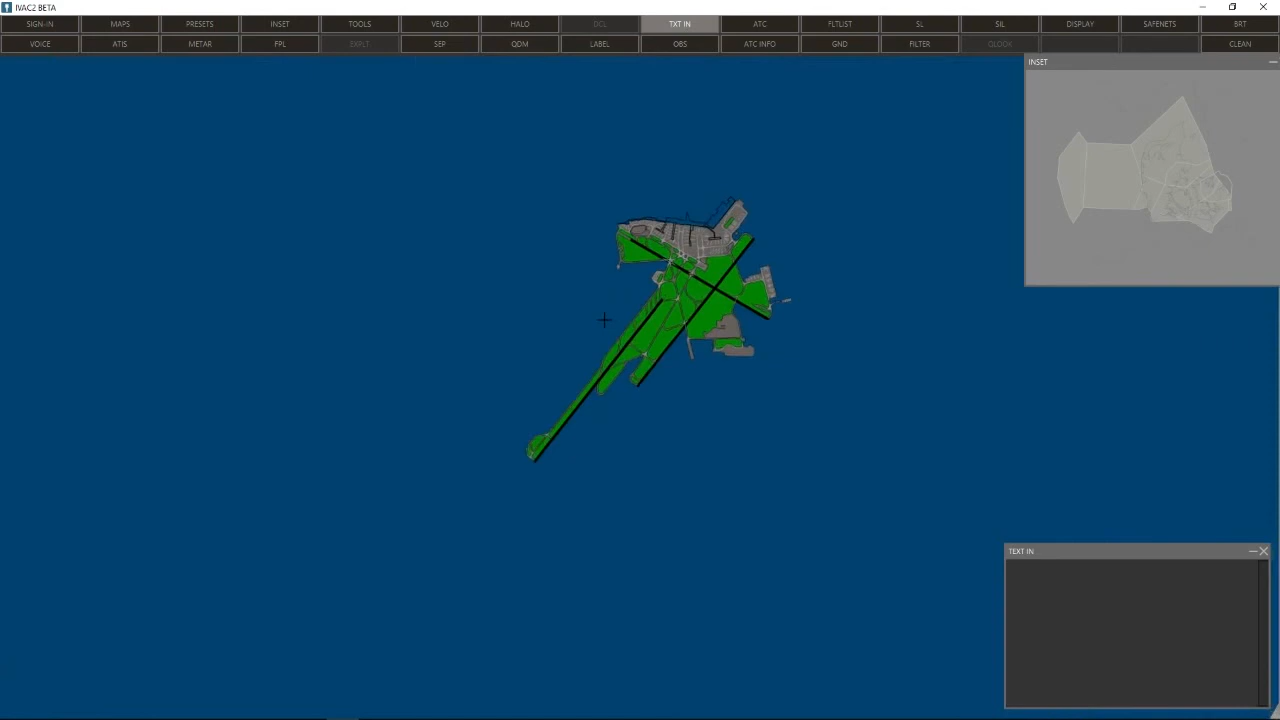 IVAC2 BETA
SIGN-IN MAPS PRESETS INSET TOOLS VELO HALO DCL TXT IN ATC FLTLIST SL SIL DISPLAY SAFENETS BRT
VOICE ATIS METAR FPL EXPLT SEP QDM LABEL OBS ATC INFO GND FILTER QLOOK CLEAN
INSET
TEXT IN